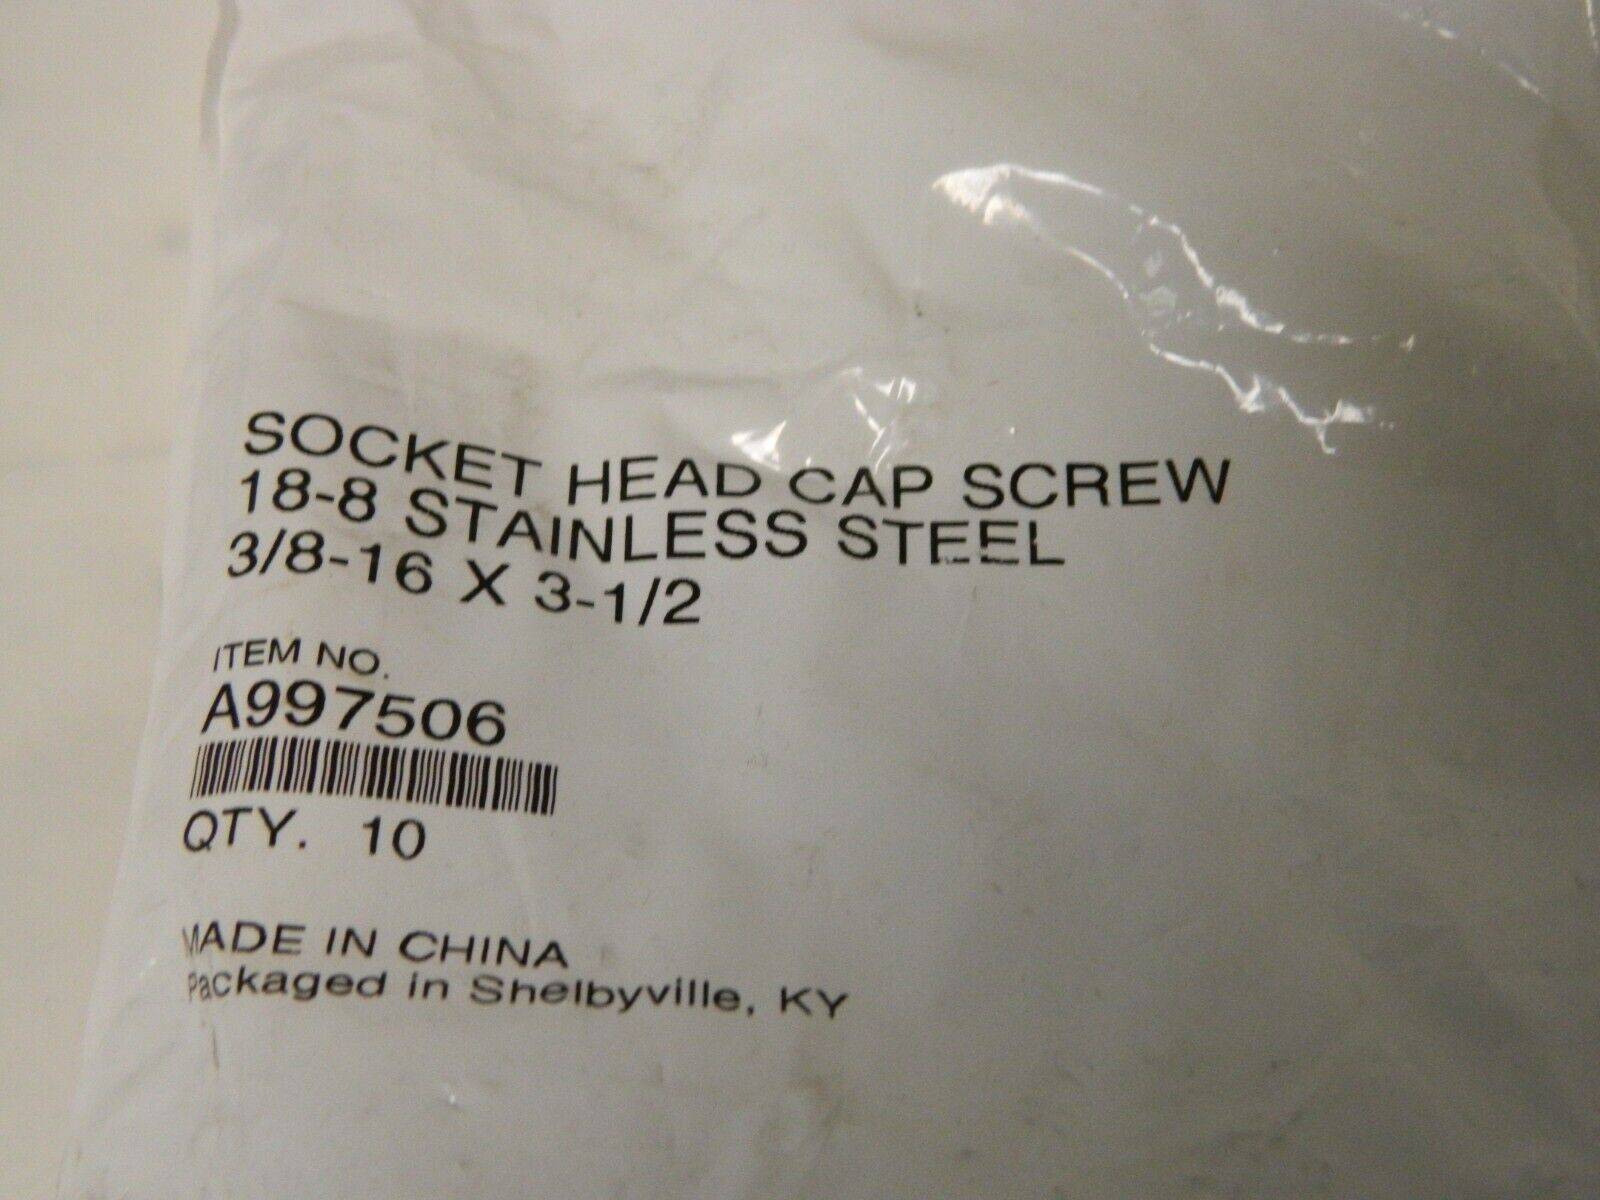 SOCKET HEAD CAP SCREW
18-8 STAINLESS STEEL
3/8-16 X 3-1/2
ITEM NO.
A997506
QTY. 10
MADE IN CHINA
Packaged in Shelbyville, KY